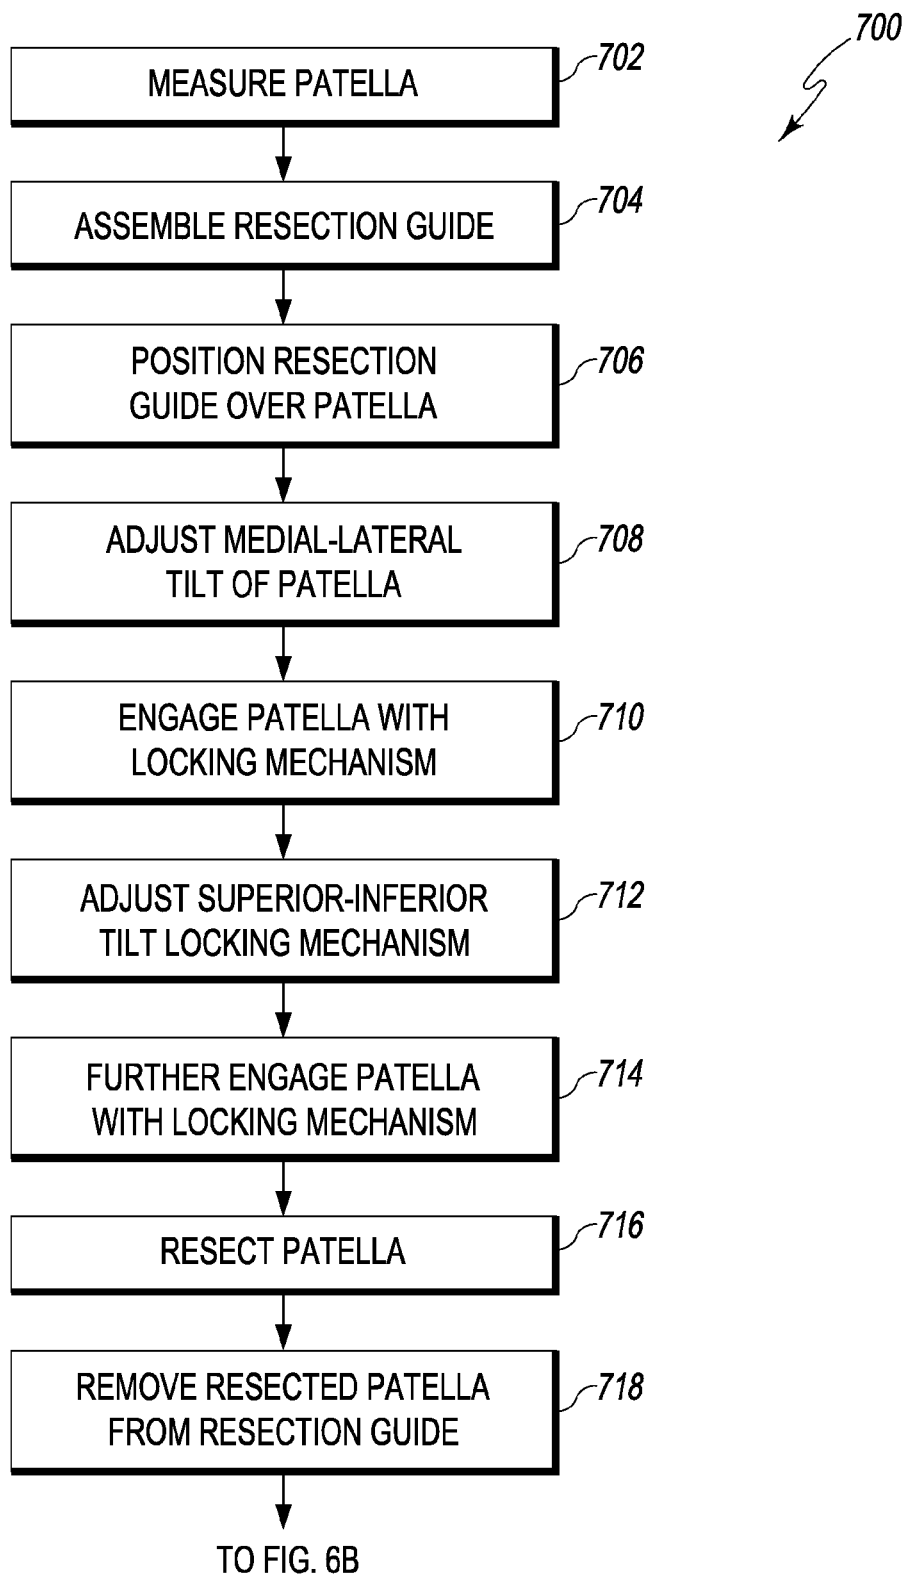 700
MEASURE PATELLA
702
ASSEMBLE RESECTION GUIDE
704
POSITION RESECTION
GUIDE OVER PATELLA
706
ADJUST MEDIAL-LATERAL
TILT OF PATELLA
708
ENGAGE PATELLA WITH
LOCKING MECHANISM
710
ADJUST SUPERIOR-INFERIOR
TILT LOCKING MECHANISM
712
FURTHER ENGAGE PATELLA
WITH LOCKING MECHANISM
714
RESECT PATELLA
716
REMOVE RESECTED PATELLA
FROM RESECTION GUIDE
718
TO FIG. 6B